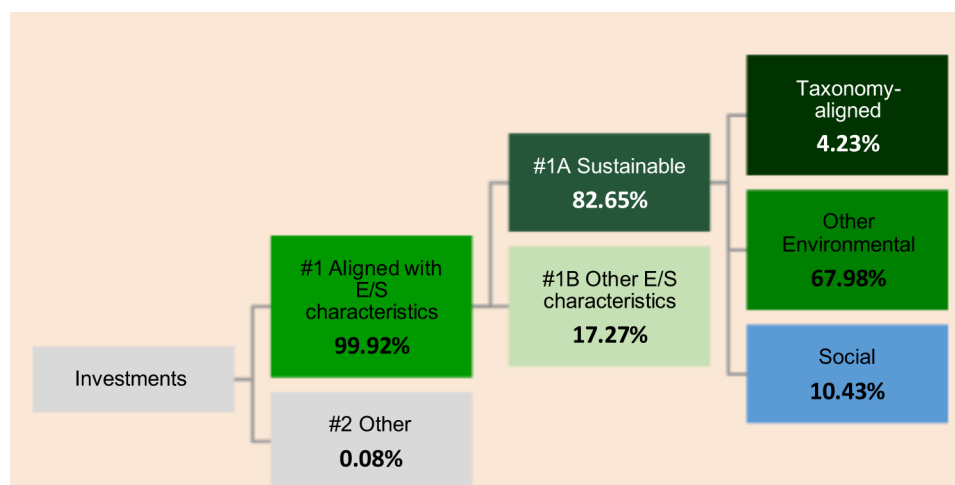 Investments
#1 Aligned with
E/S
characteristics
99.92%
#2 Other
0.08%
#1A Sustainable
82.65%
#1B Other E/S
characteristics
17.27%
Taxonomy-
aligned
4.23%
Other
Environmental
67.98%
Social
10.43%